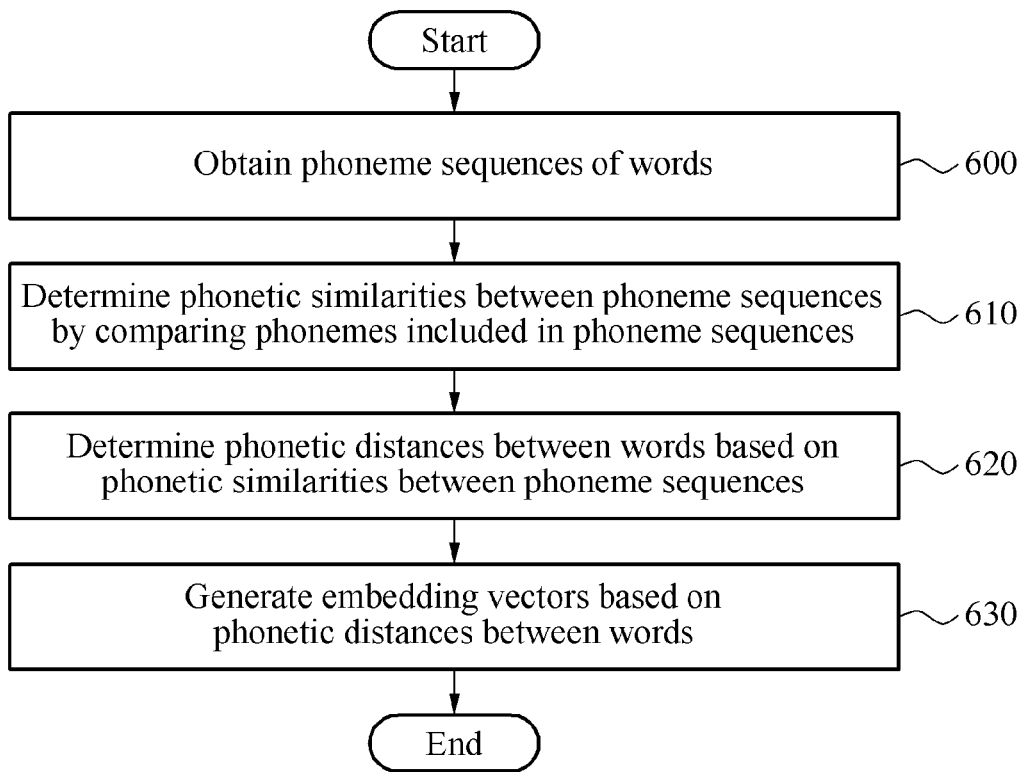 Start
Obtain phoneme sequences of words
600
Determine phonetic similarities between phoneme sequences
by comparing phonemes included in phoneme sequences
610
Determine phonetic distances between words based on
phonetic similarities between phoneme sequences
620
Generate embedding vectors based on
phonetic distances between words
630
End